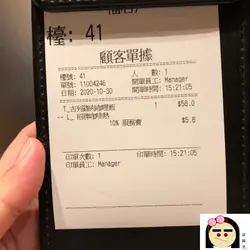 檯: 41
顧客單據
檯號: 41 人 數: 1
單號: 11004246 開單員工: Manager
日期: 2020-10-30 開單時間: 15:21:05
$58.0
10% 服務費 $5.8
印單次數: 1 印單時間: 15:21:05
印單員工: Manager